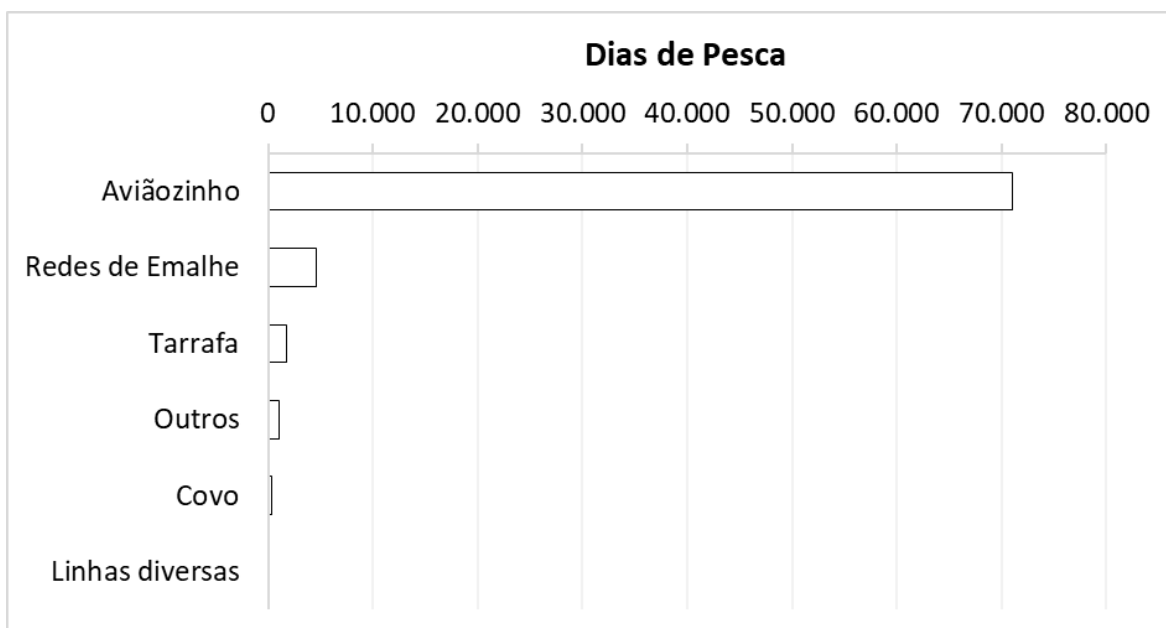 Dias de Pesca
0 10.000 20.000 30.000 40.000 50.000 60.000 70.000 80.000
Aviãozinho
Redes de Emalhe
Tarrafa
Outros
Covo
Linhas diversas